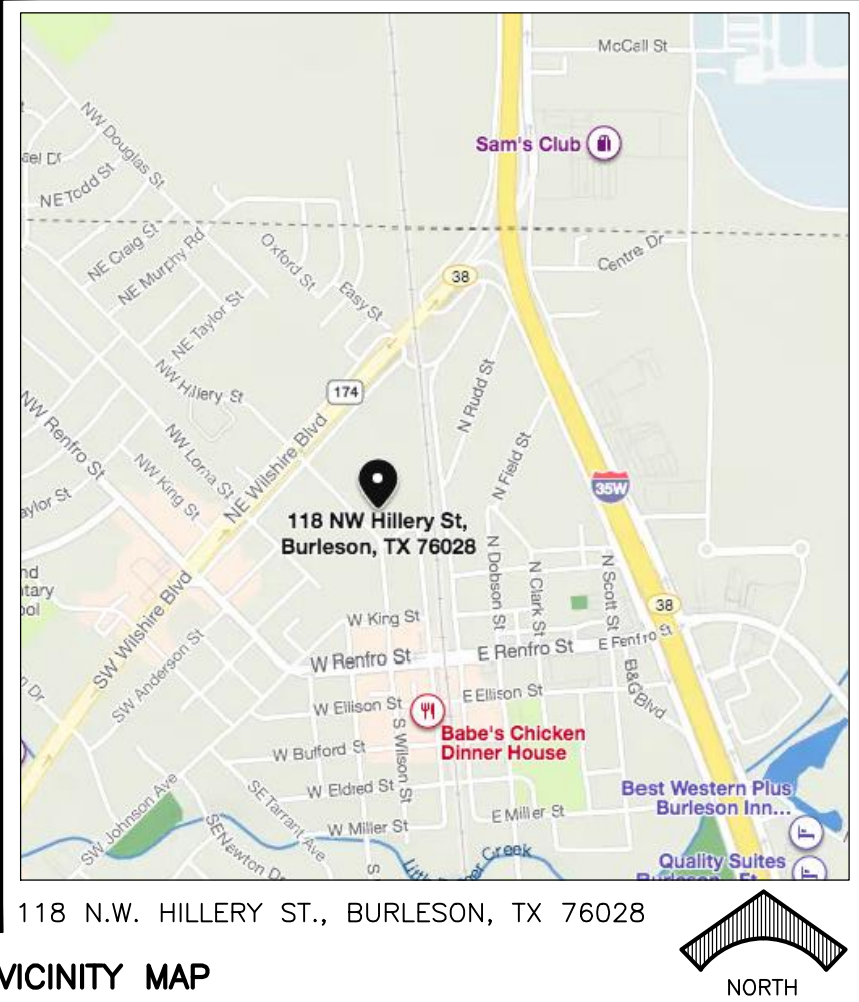 McCall St
Sam's Club
NW Douglas St
NE Todd St
NE Craig St
NE Murphy Rd
Oxford St
Centre Dr
38
Easy St
NE Taylor St
NW Hillery St
174
N Rudd St
NW Renfro St
NW Lorna St
NE Wilshire Blvd
N Field St
NW King St
35W
118 NW Hillery St,
Burleson, TX 76028
N Dobson St
N Clark St
N Scott St
38
SW Wilshire Blvd
W King St
SW Anderson St
W Renfro St
E Renfro St
E Fenfro St
B&G Blvd
W Ellison St
E Ellison St
S Wilson St
Babe's Chicken
Dinner House
W Bufford St
W Eldred St
Best Western Plus
Burleson Inn...
SW Johnson Ave
SE Tarrant Ave
W Miller St
E Miller St
SE Newton Dr
Creek
Quality Suites
118 N.W. HILLERY ST., BURLESON, TX 76028
VICINITY MAP
NORTH